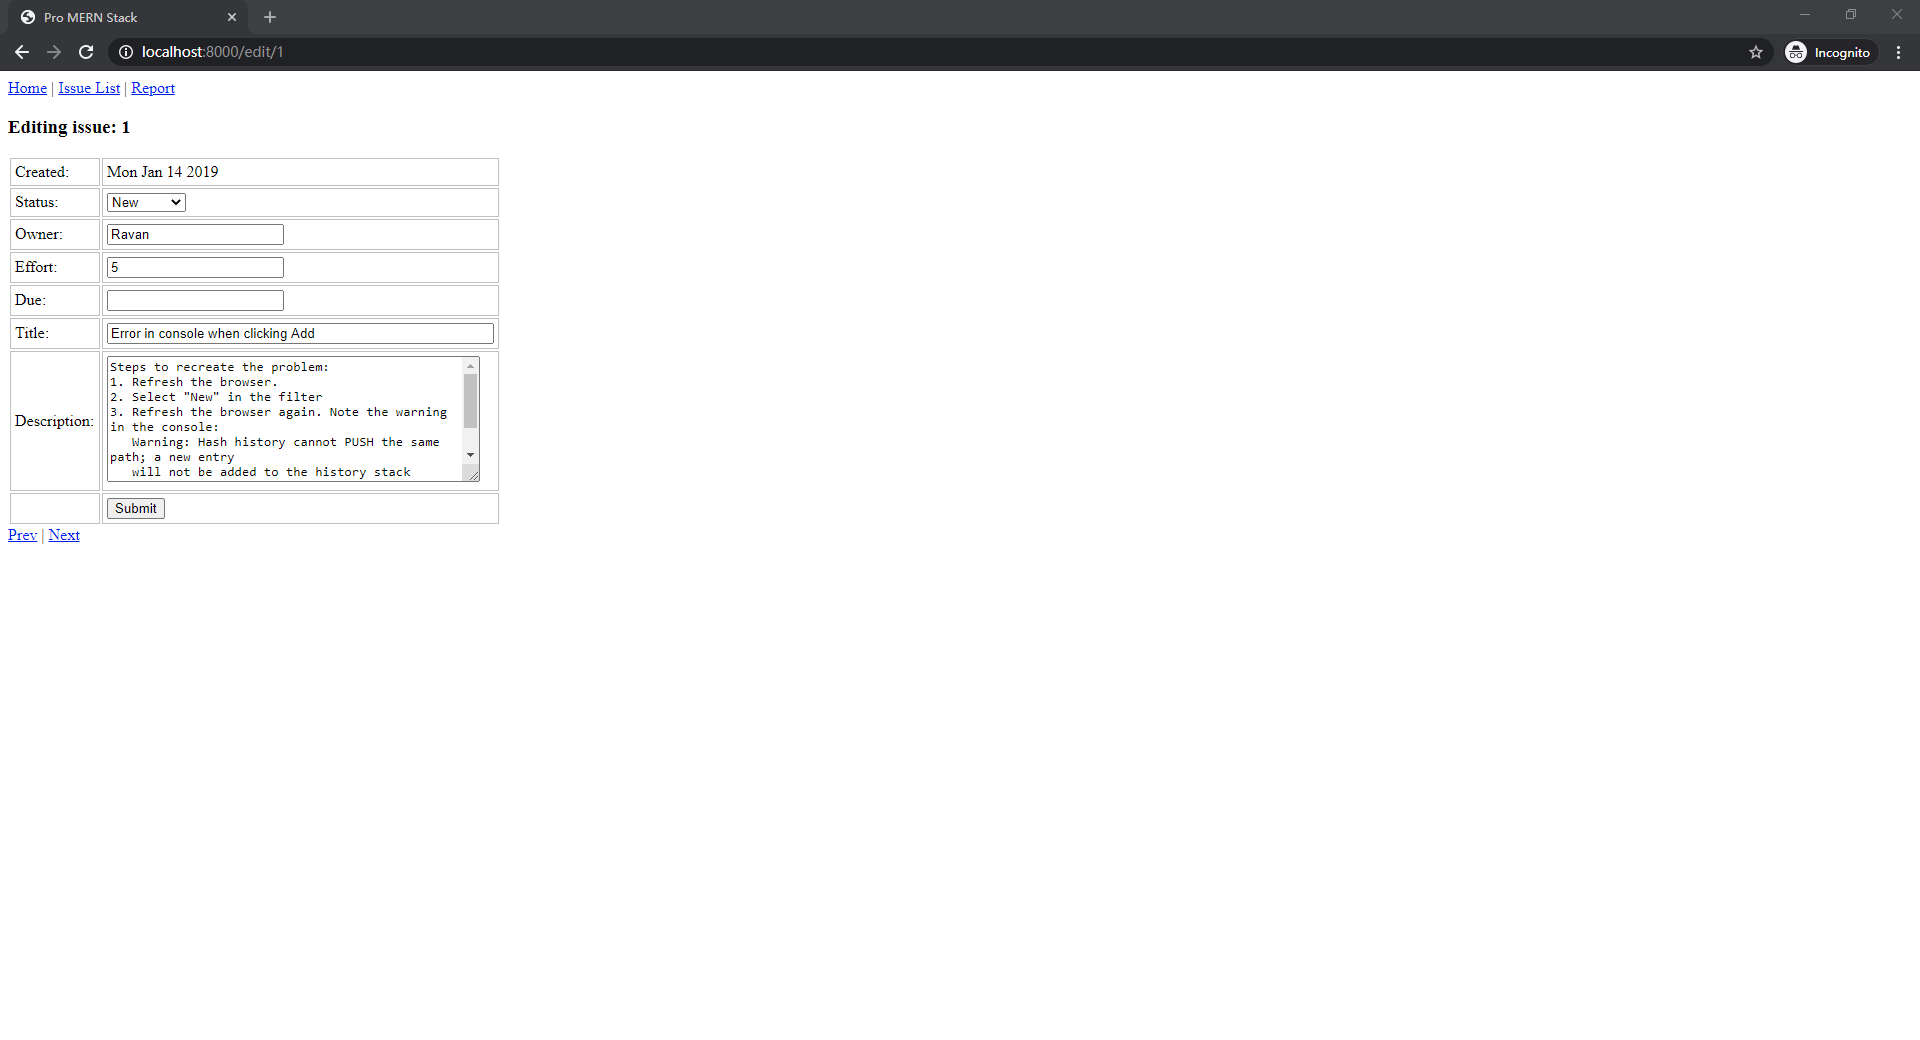 Pro MERN Stack
localhost:8000/edit/1
Incognito
Home | Issue List | Report
Editing issue: 1
Created: Mon Jan 14 2019
Status: New
Owner: Ravan
Effort: 5
Due:
Title: Error in console when clicking Add
Description:
Steps to recreate the problem:
1. Refresh the browser.
2. Select "New" in the filter
3. Refresh the browser again. Note the warning
in the console:
Warning: Hash history cannot PUSH the same
path; a new entry
will not be added to the history stack
Submit
Prev | Next